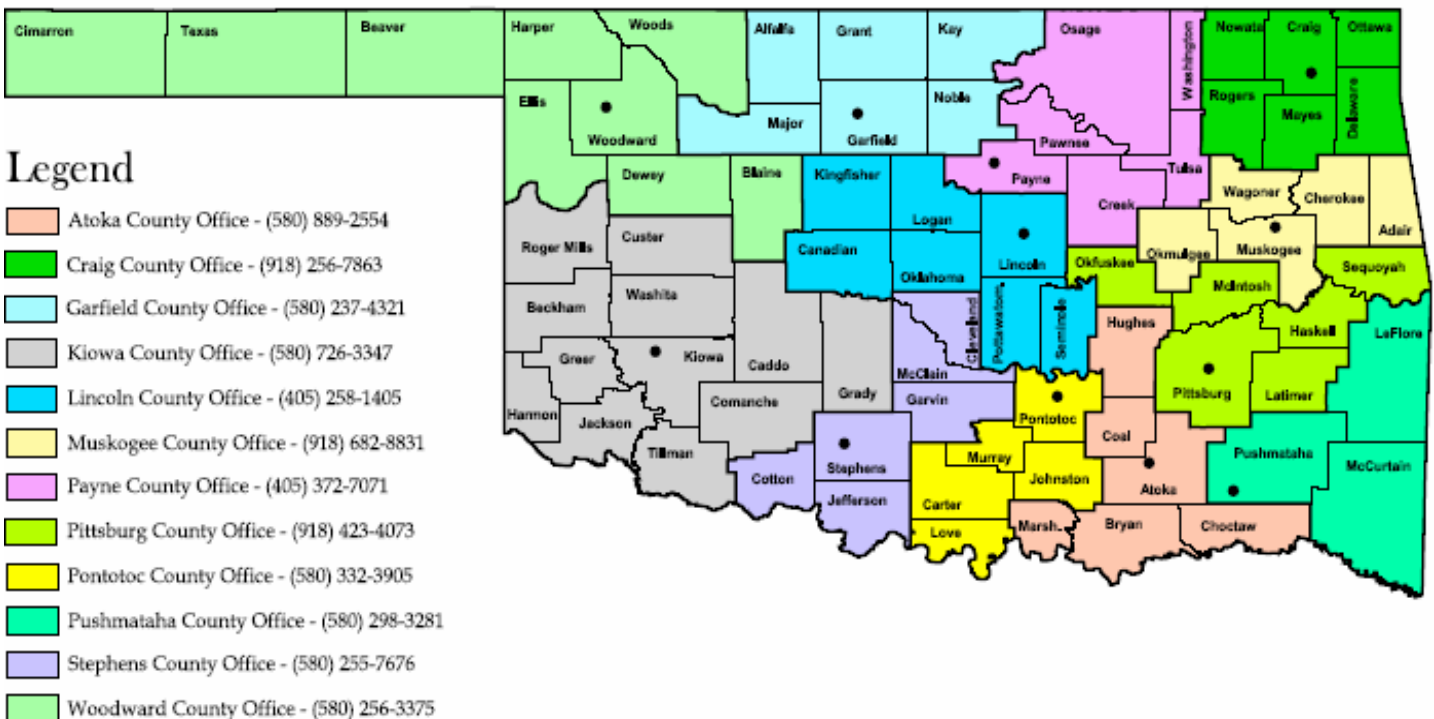 Cimarron
Texas
Beaver
Harper
Woods
Alfalfa
Grant
Kay
Osage
Washington
Nowata
Craig
Ottawa
Ellis
Woodward
Major
Garfield
Noble
Pawnee
Rogers
Mayes
Delaware
Dewey
Blaine
Kingfisher
Logan
Payne
Creek
Tulsa
Wagoner
Cherokee
Adair
Roger Mills
Custer
Canadian
Oklahoma
Lincoln
Okfuskee
Okmulgee
Muskogee
Sequoyah
Beckham
Washita
Cleveland
Pottawatom
Seminole
Hughes
McIntosh
Haskell
LeFlore
Greer
Kiowa
Caddo
Grady
McClain
Garvin
Pontotoc
Pittsburg
Latimer
Harmon
Jackson
Comanche
Tillman
Cotton
Stephens
Jefferson
Murray
Carter
Johnston
Love
Coal
Atoka
Pushmataha
McCurtain
Marsh.
Bryan
Choctaw
Legend
Atoka County Office - (580) 889-2554
Craig County Office - (918) 256-7863
Garfield County Office - (580) 237-4321
Kiowa County Office - (580) 726-3347
Lincoln County Office - (405) 258-1405
Muskogee County Office - (918) 682-8831
Payne County Office - (405) 372-7071
Pittsburg County Office - (918) 423-4073
Pontotoc County Office - (580) 332-3905
Pushmataha County Office - (580) 298-3281
Stephens County Office - (580) 255-7676
Woodward County Office - (580) 256-3375